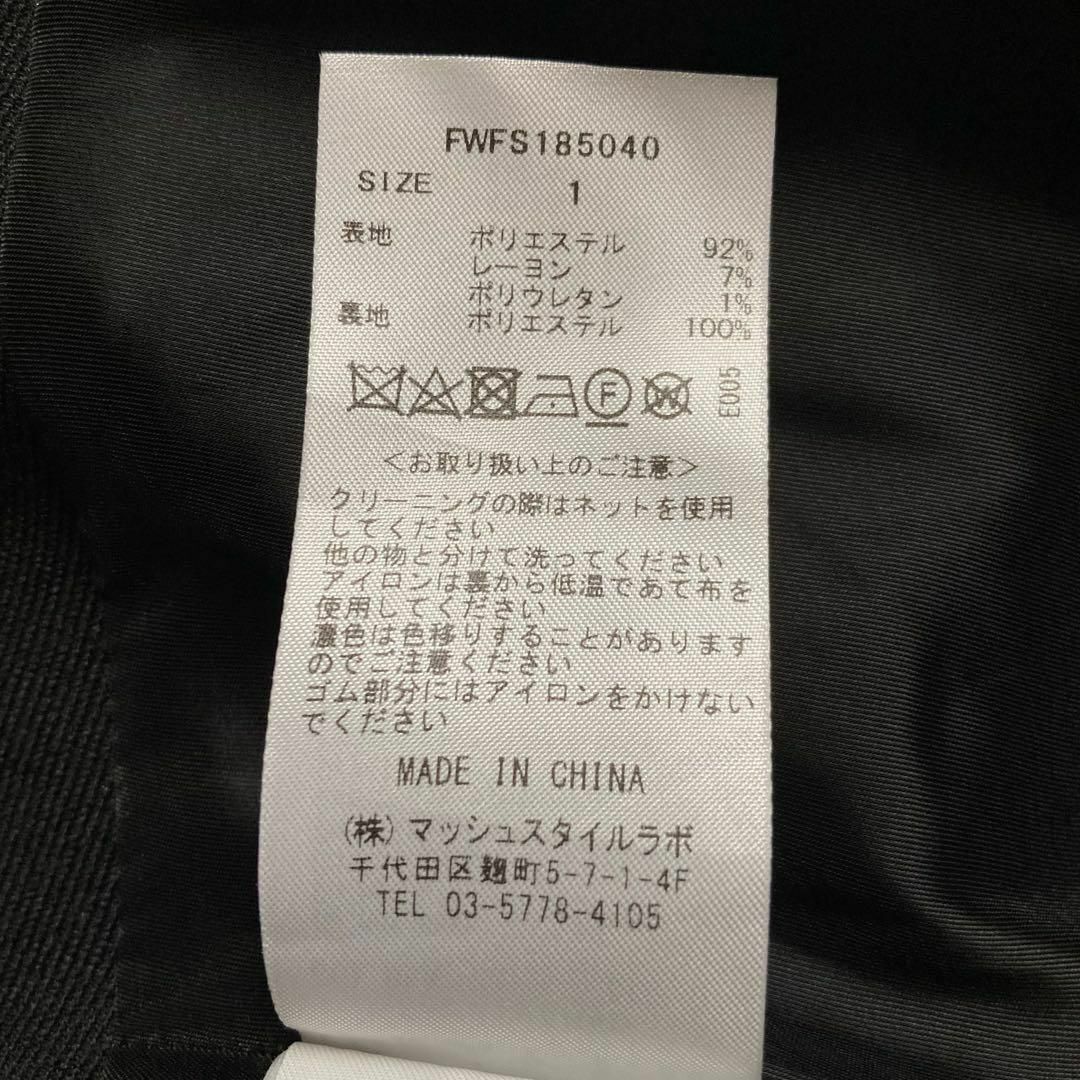 FWFS185040
SIZE 1
表地 ポリエステル 92%
レーヨン 7%
ポリウレタン 1%
裏地 ポリエステル 100%
F W E005
<お取り扱い上のご注意>
クリーニングの際はネットを使用
してください
他の物と分けて洗ってください
アイロンは裏から低温であて布を
使用してください
濃色は色移りすることがあります
のでご注意ください
ゴム部分にはアイロンをかけない
でください
MADE IN CHINA
(株)マッシュスタイルラボ
千代田区麹町5-7-1-4F
TEL 03-5778-4105